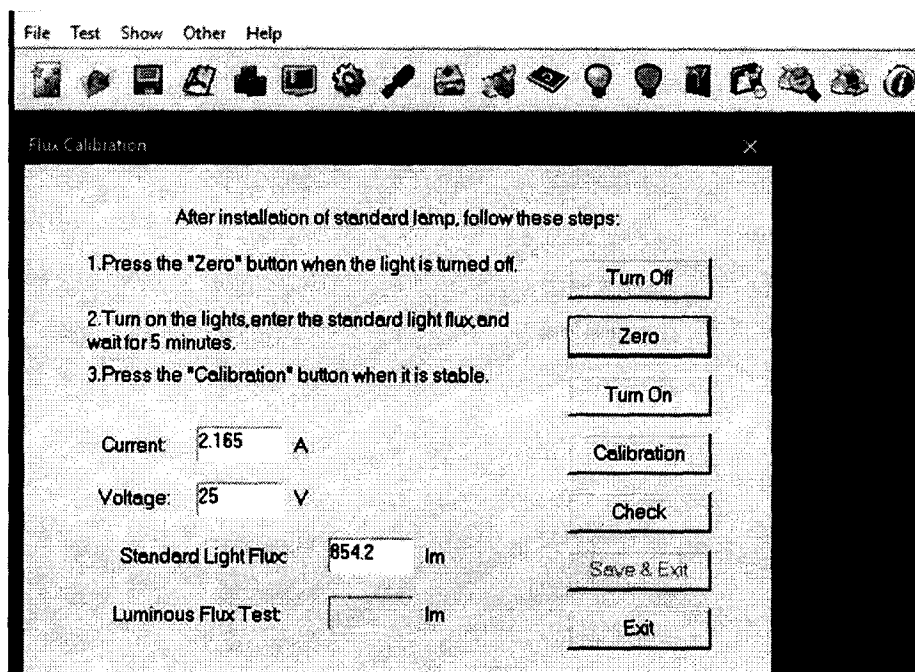 File Test Show Other Help
Flux Calibration
After installation of standard lamp, follow these steps:
1.Press the "Zero" button when the light is turned off.
Turn Off
2.Turn on the lights,enter the standard light flux,and
wait for 5 minutes.
Zero
3.Press the "Calibration" button when it is stable.
Turn On
Current: 2.165 A
Calibration
Voltage: 25 V
Check
Standard Light Flux: 854.2 lm
Save & Exit
Luminous Flux Test: lm
Exit